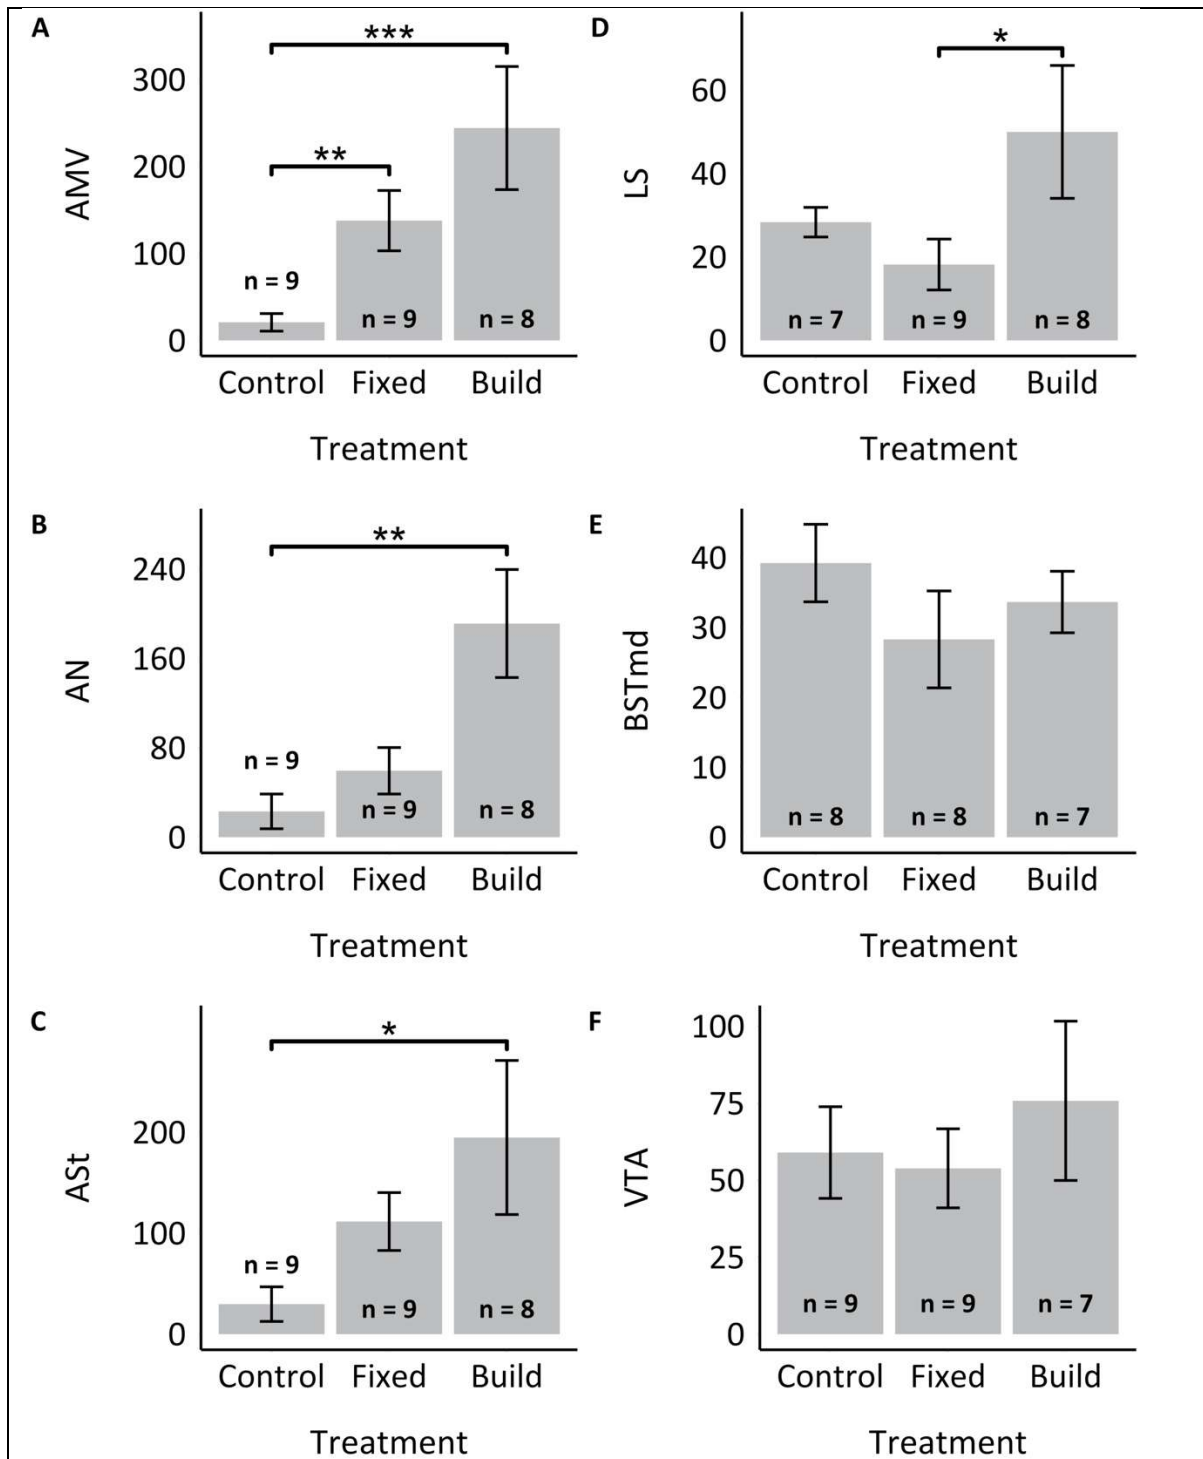 A
***
300
200
100
0
AMV
**
n = 9
n = 9
n = 8
Control Fixed Build
Treatment
D
*
60
40
20
0
LS
n = 7
n = 9
n = 8
Control Fixed Build
Treatment
B
**
240
160
80
0
AN
n = 9
n = 9
n = 8
Control Fixed Build
Treatment
E
40
30
20
10
0
BSTmd
n = 8
n = 8
n = 7
Control Fixed Build
Treatment
C
*
200
100
0
ASt
n = 9
n = 9
n = 8
Control Fixed Build
Treatment
F
100
75
50
25
0
VTA
n = 9
n = 9
n = 7
Control Fixed Build
Treatment